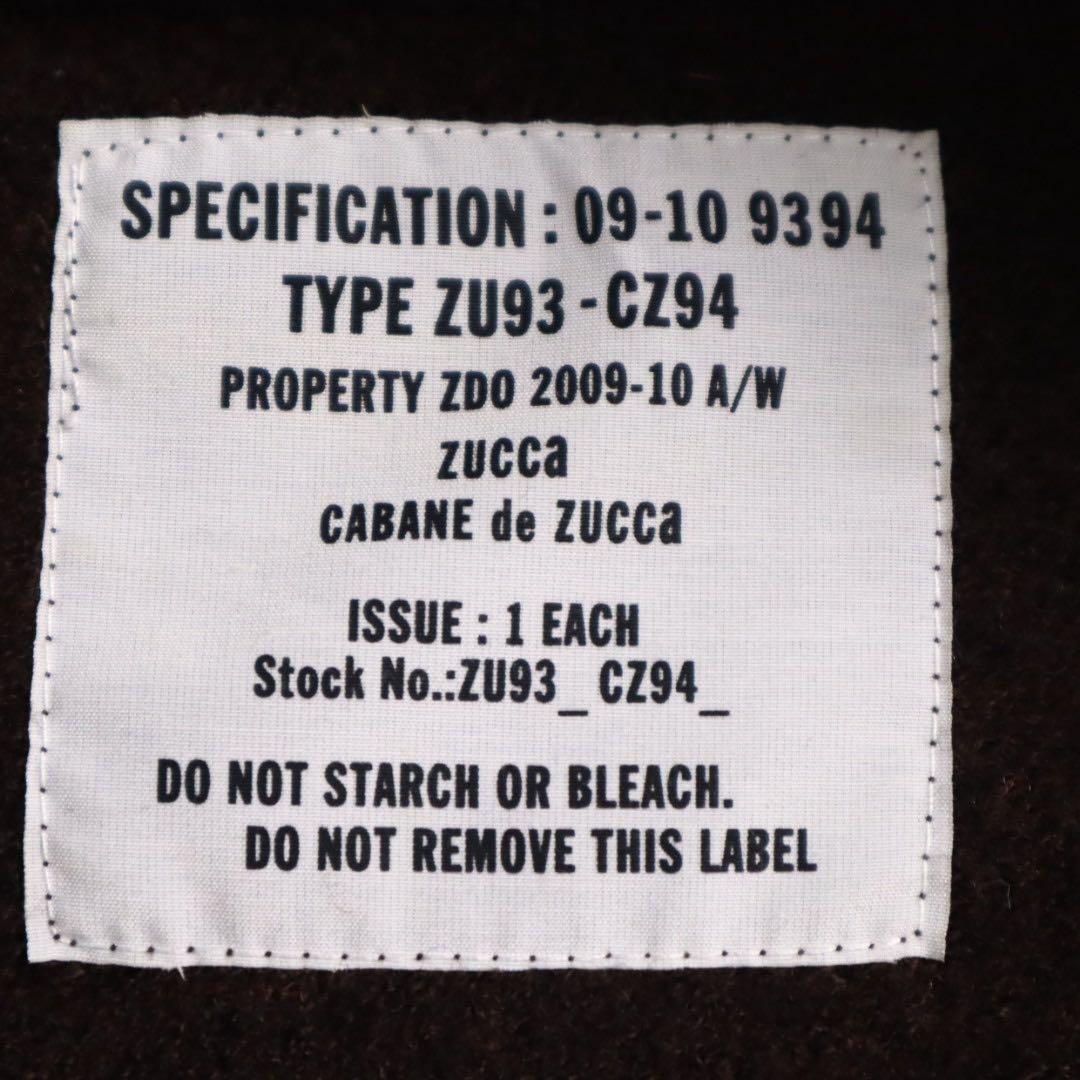 SPECIFICATION : 09-10 9394
TYPE ZU93-CZ94
PROPERTY ZDO 2009-10 A/W
ZUCCa
CABANE de ZUCCa
ISSUE : 1 EACH
Stock No.:ZU93_ CZ94_
DO NOT STARCH OR BLEACH.
DO NOT REMOVE THIS LABEL